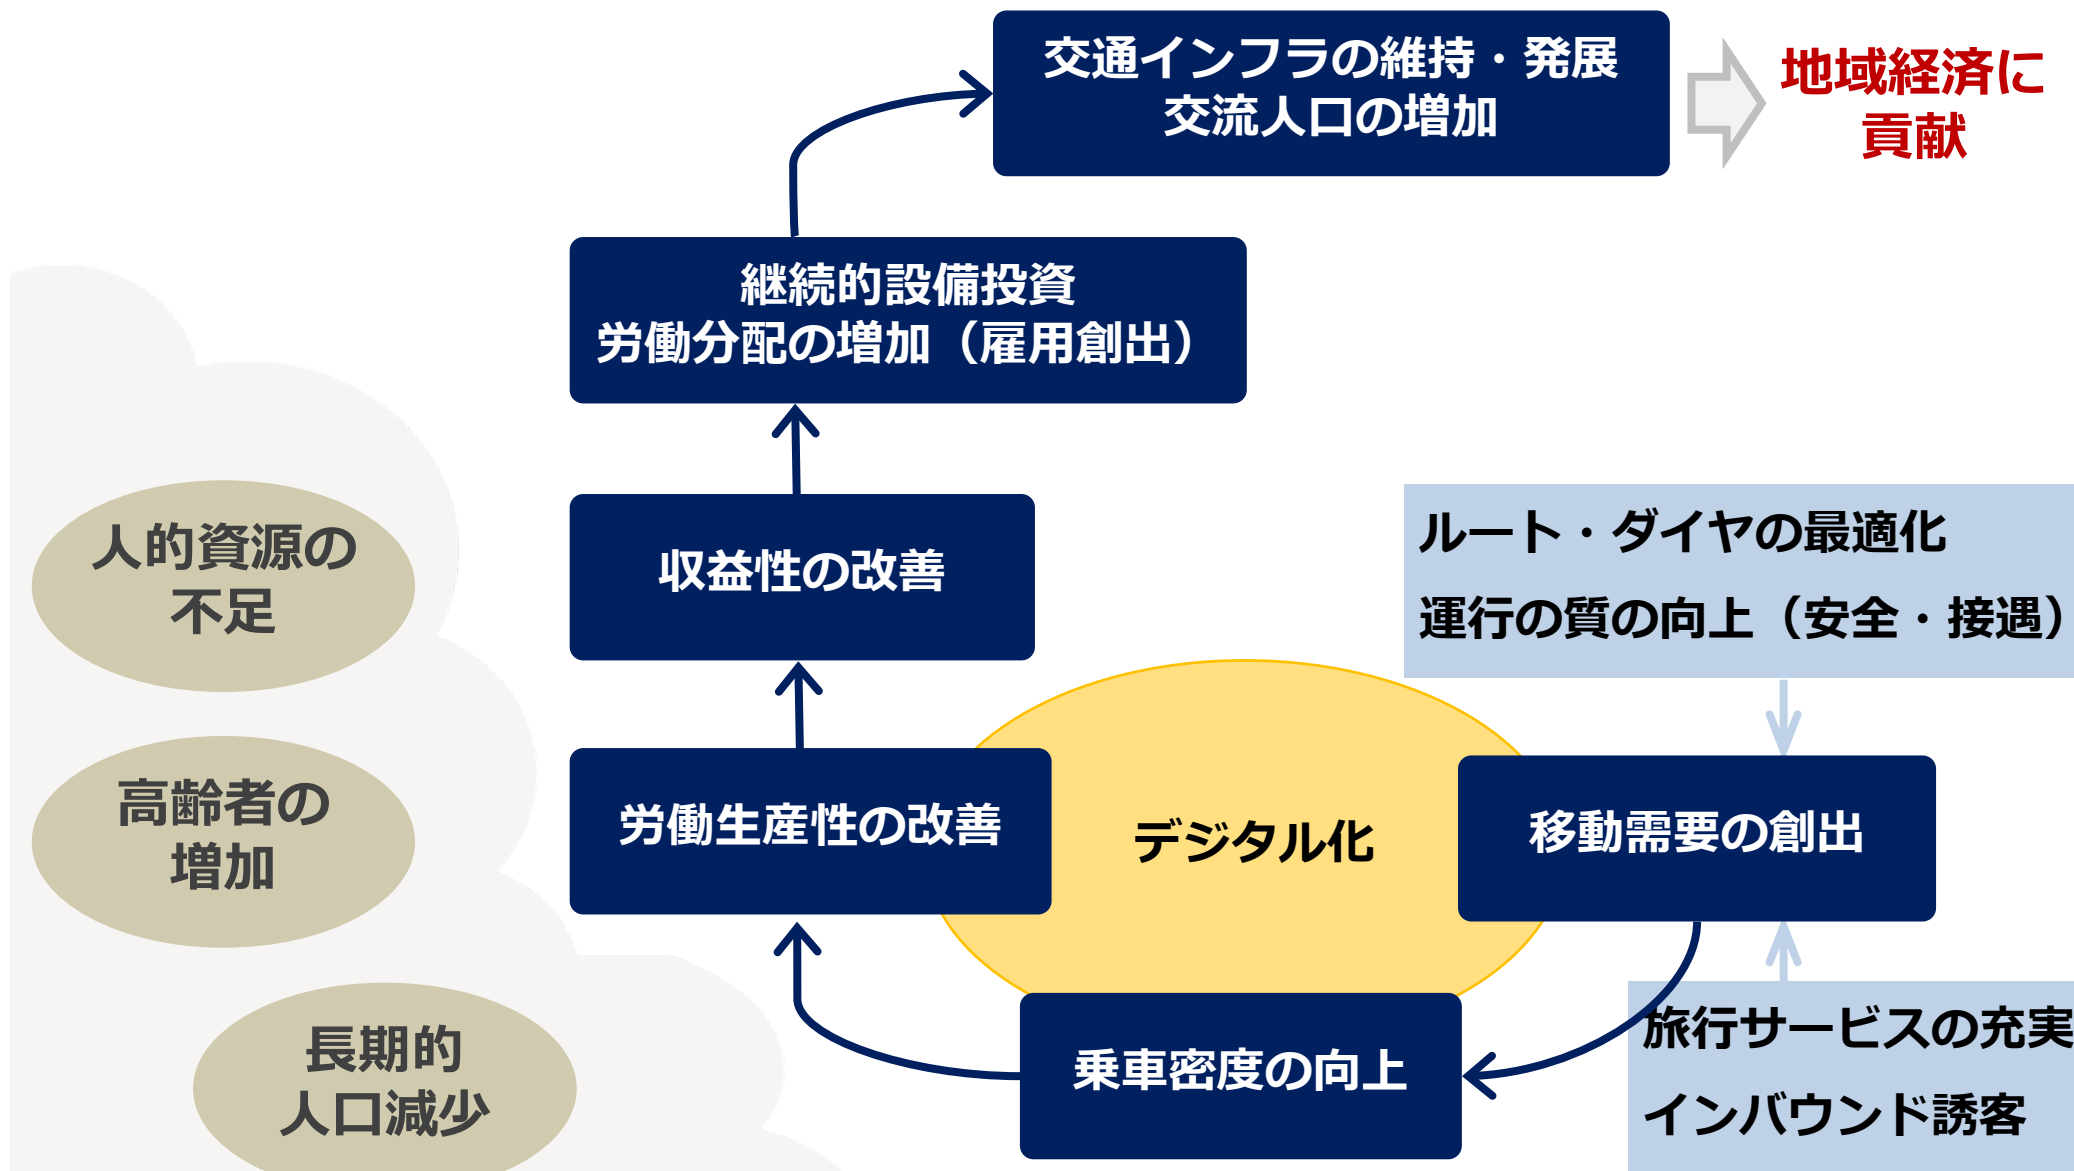 交通インフラの維持・発展
交流人口の増加
地域経済に
貢献
継続的設備投資
労働分配の増加（雇用創出）
人的資源の
不足
収益性の改善
ルート・ダイヤの最適化
運行の質の向上（安全・接遇）
高齢者の
増加
労働生産性の改善
デジタル化
移動需要の創出
長期的
人口減少
乗車密度の向上
旅行サービスの充実
インバウンド誘客